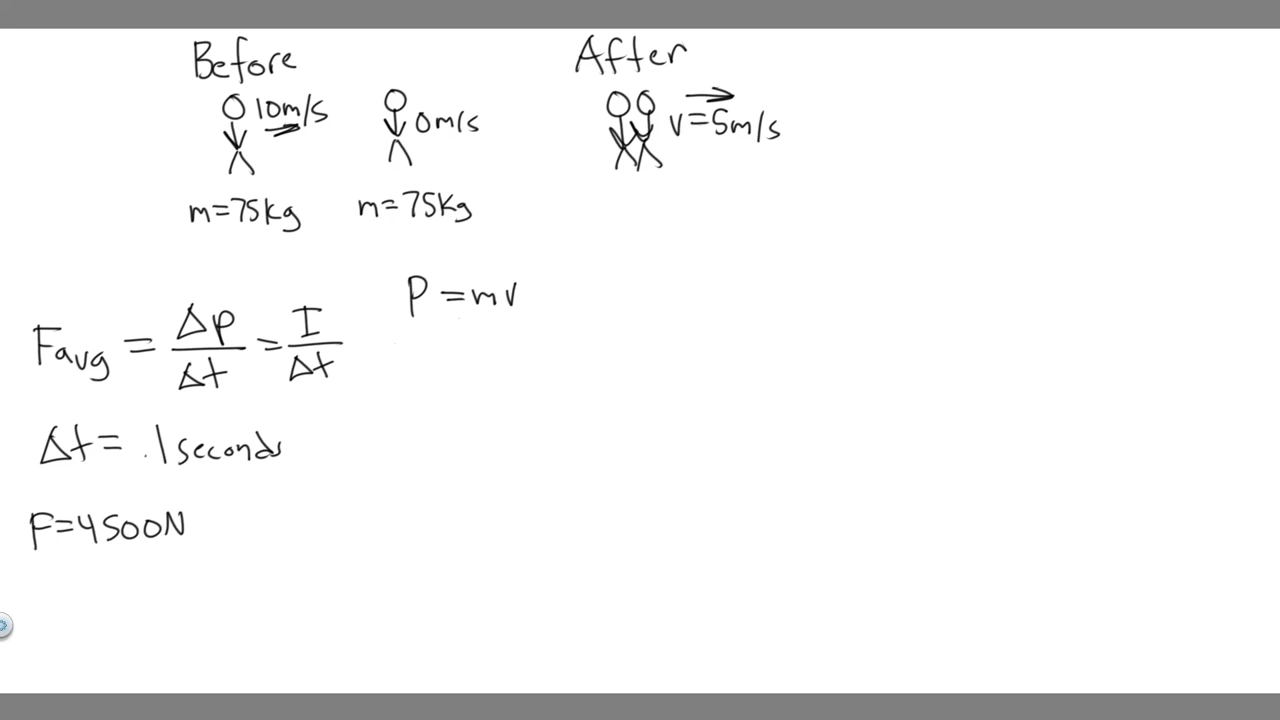 Before
After
10m/s
0m/s
v=5m/s
m=75kg
m=75kg
P=mv
Favg = Δp/Δt = I/Δt
Δt= .1seconds
F=4500N